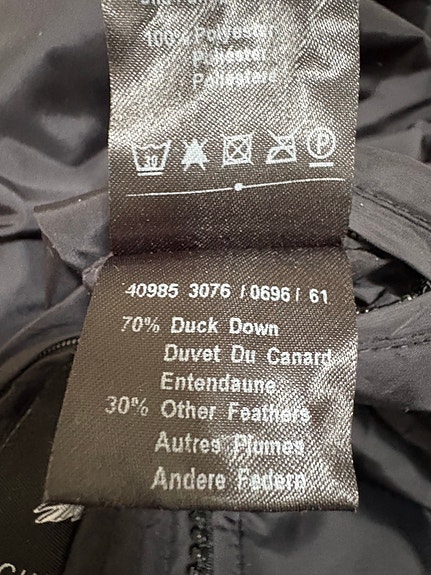 100% Polyester
Polyester
Poliestere
30
P
40985 3076 / 0696 / 61
70% Duck Down
Duvet Du Canard
Entendaune
30% Other Feathers
Autres Plumes
Andere Federn